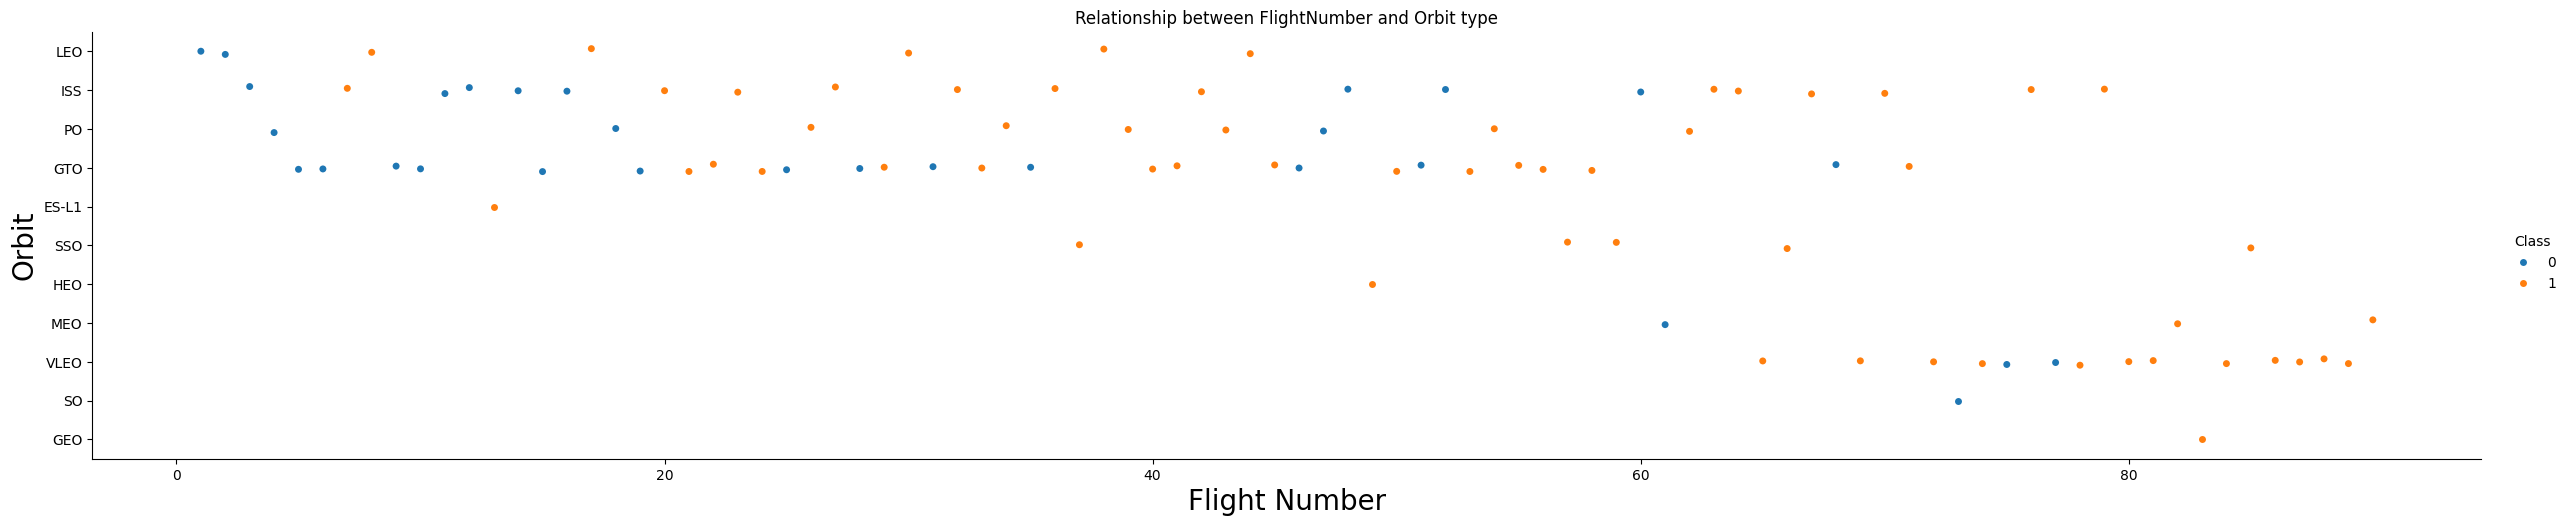 Relationship between FlightNumber and Orbit type
Orbit
LEO
ISS
PO
GTO
ES-L1
SSO
HEO
MEO
VLEO
SO
GEO
0 20 40 60 80
Flight Number
Class
0
1